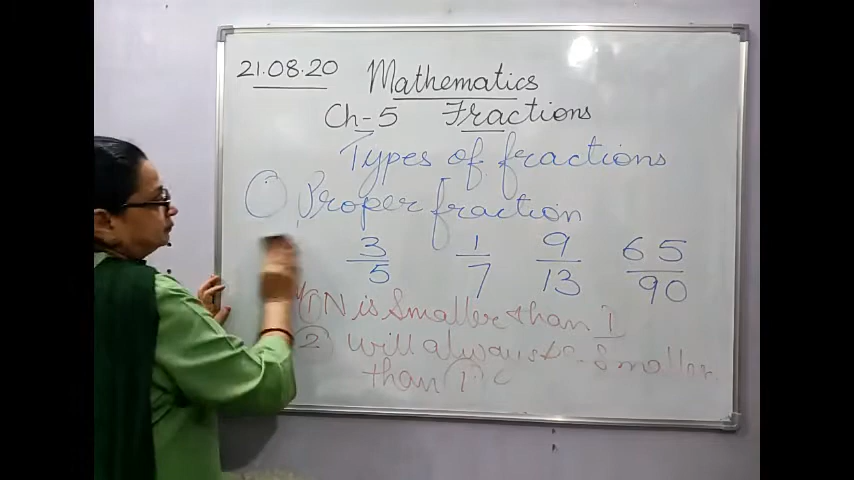 21.08.20 Mathematics
Ch-5 Fractions
Types of fractions
Proper fraction
3/5 1/7 9/13 65/90
① N is Smaller than
② will always be Smaller
than 1